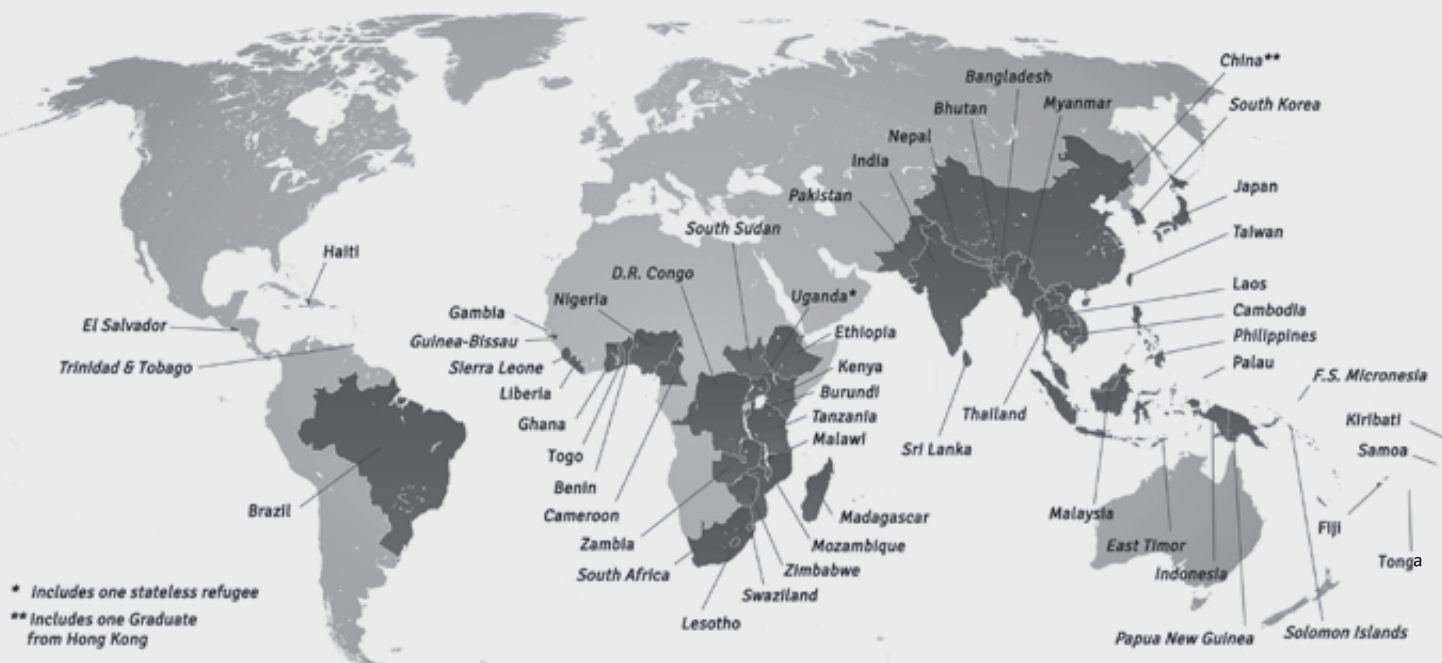 China**
Bangladesh
South Korea
Bhutan
Myanmar
Nepal
India
Japan
Pakistan
South Sudan
Taiwan
Haiti
D.R. Congo
Laos
Nigeria
Uganda*
Gambia
Cambodia
El Salvador
Ethiopia
Philippines
Guinea-Bissau
Trinidad & Tobago
Sierra Leone
Kenya
Palau
F.S. Micronesia
Liberia
Burundi
Thailand
Tanzania
Kiribati
Ghana
Malawi
Sri Lanka
Samoa
Togo
Benin
Brazil
Cameroon
Madagascar
Malaysia
Fiji
Zambia
Mozambique
East Timor
Tonga
South Africa
Zimbabwe
Indonesia
* Includes one stateless refugee
Swaziland
** Includes one Graduate
from Hong Kong
Lesotho
Papua New Guinea
Solomon Islands